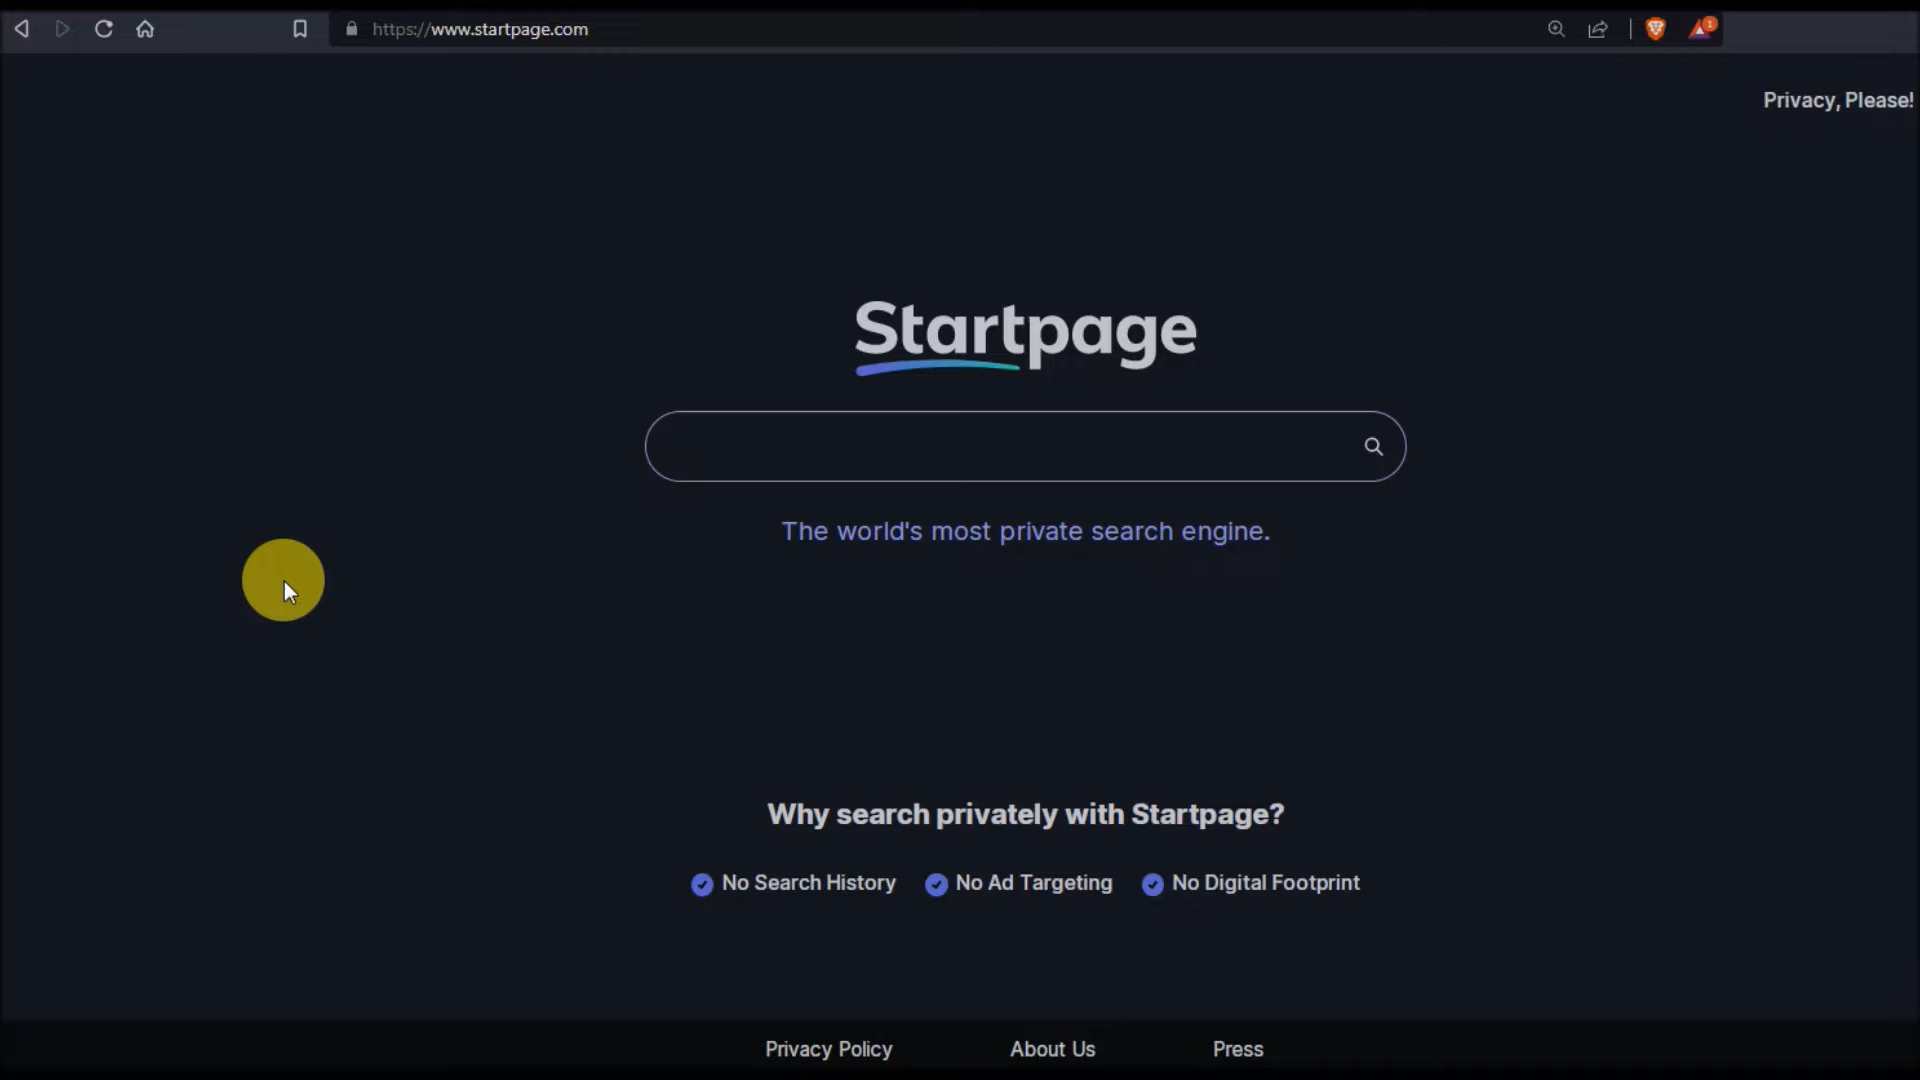 https://www.startpage.com
1
Privacy, Please!
Startpage
The world's most private search engine.
Why search privately with Startpage?
No Search History No Ad Targeting No Digital Footprint
Privacy Policy About Us Press